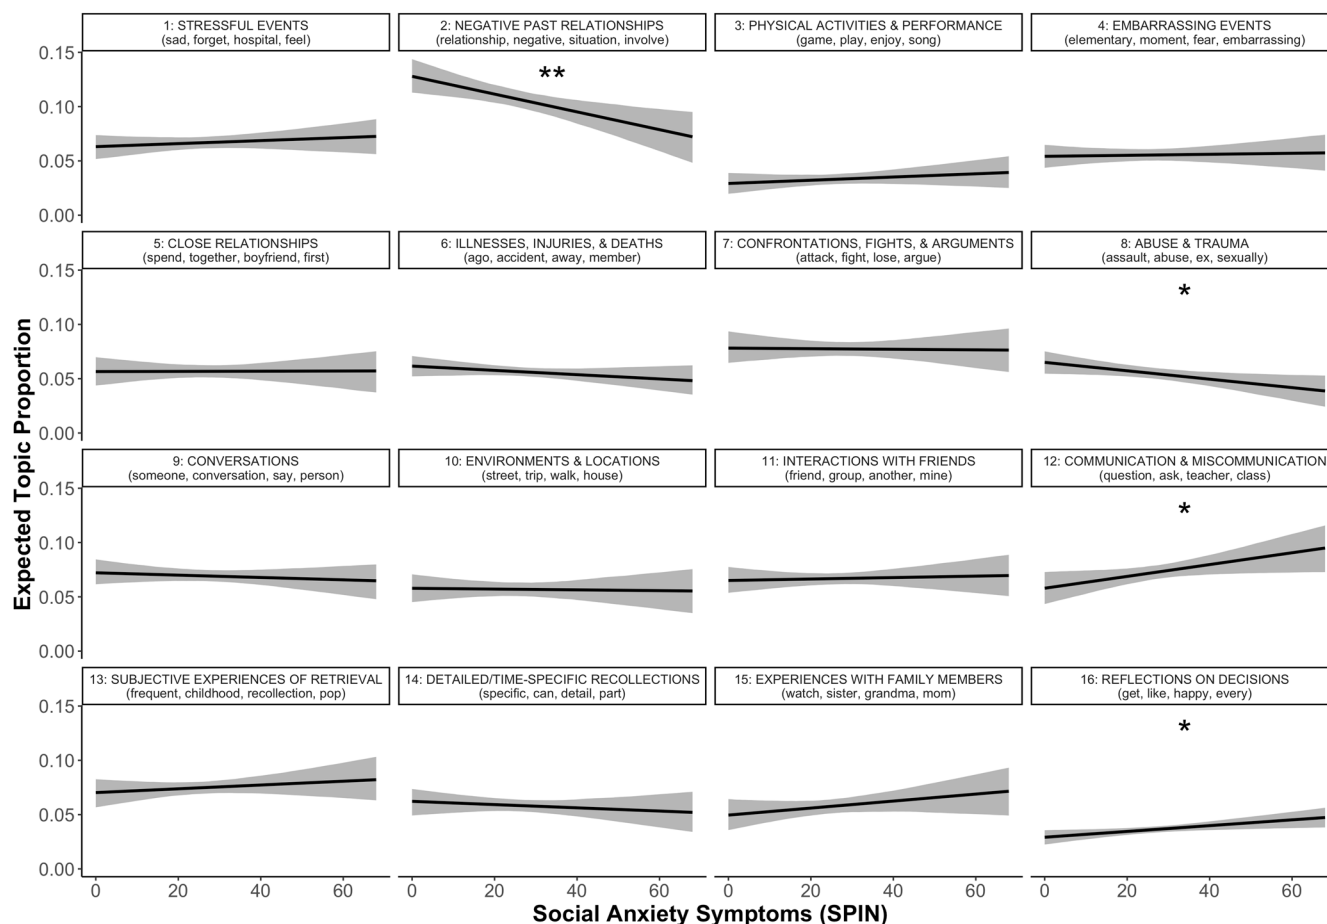 1: STRESSFUL EVENTS
(sad, forget, hospital, feel)
2: NEGATIVE PAST RELATIONSHIPS
(relationship, negative, situation, involve)
3: PHYSICAL ACTIVITIES & PERFORMANCE
(game, play, enjoy, song)
4: EMBARRASSING EVENTS
(elementary, moment, fear, embarrassing)
0.15
0.10
0.05
0.00
**
5: CLOSE RELATIONSHIPS
(spend, together, boyfriend, first)
6: ILLNESSES, INJURIES, & DEATHS
(ago, accident, away, member)
7: CONFRONTATIONS, FIGHTS, & ARGUMENTS
(attack, fight, lose, argue)
8: ABUSE & TRAUMA
(assault, abuse, ex, sexually)
0.15
0.10
0.05
0.00
*
9: CONVERSATIONS
(someone, conversation, say, person)
10: ENVIRONMENTS & LOCATIONS
(street, trip, walk, house)
11: INTERACTIONS WITH FRIENDS
(friend, group, another, mine)
12: COMMUNICATION & MISCOMMUNICATION
(question, ask, teacher, class)
0.15
0.10
0.05
0.00
*
13: SUBJECTIVE EXPERIENCES OF RETRIEVAL
(frequent, childhood, recollection, pop)
14: DETAILED/TIME-SPECIFIC RECOLLECTIONS
(specific, can, detail, part)
15: EXPERIENCES WITH FAMILY MEMBERS
(watch, sister, grandma, mom)
16: REFLECTIONS ON DECISIONS
(get, like, happy, every)
0.15
0.10
0.05
0.00
*
0 20 40 60 0 20 40 60 0 20 40 60 0 20 40 60
Expected Topic Proportion
Social Anxiety Symptoms (SPIN)